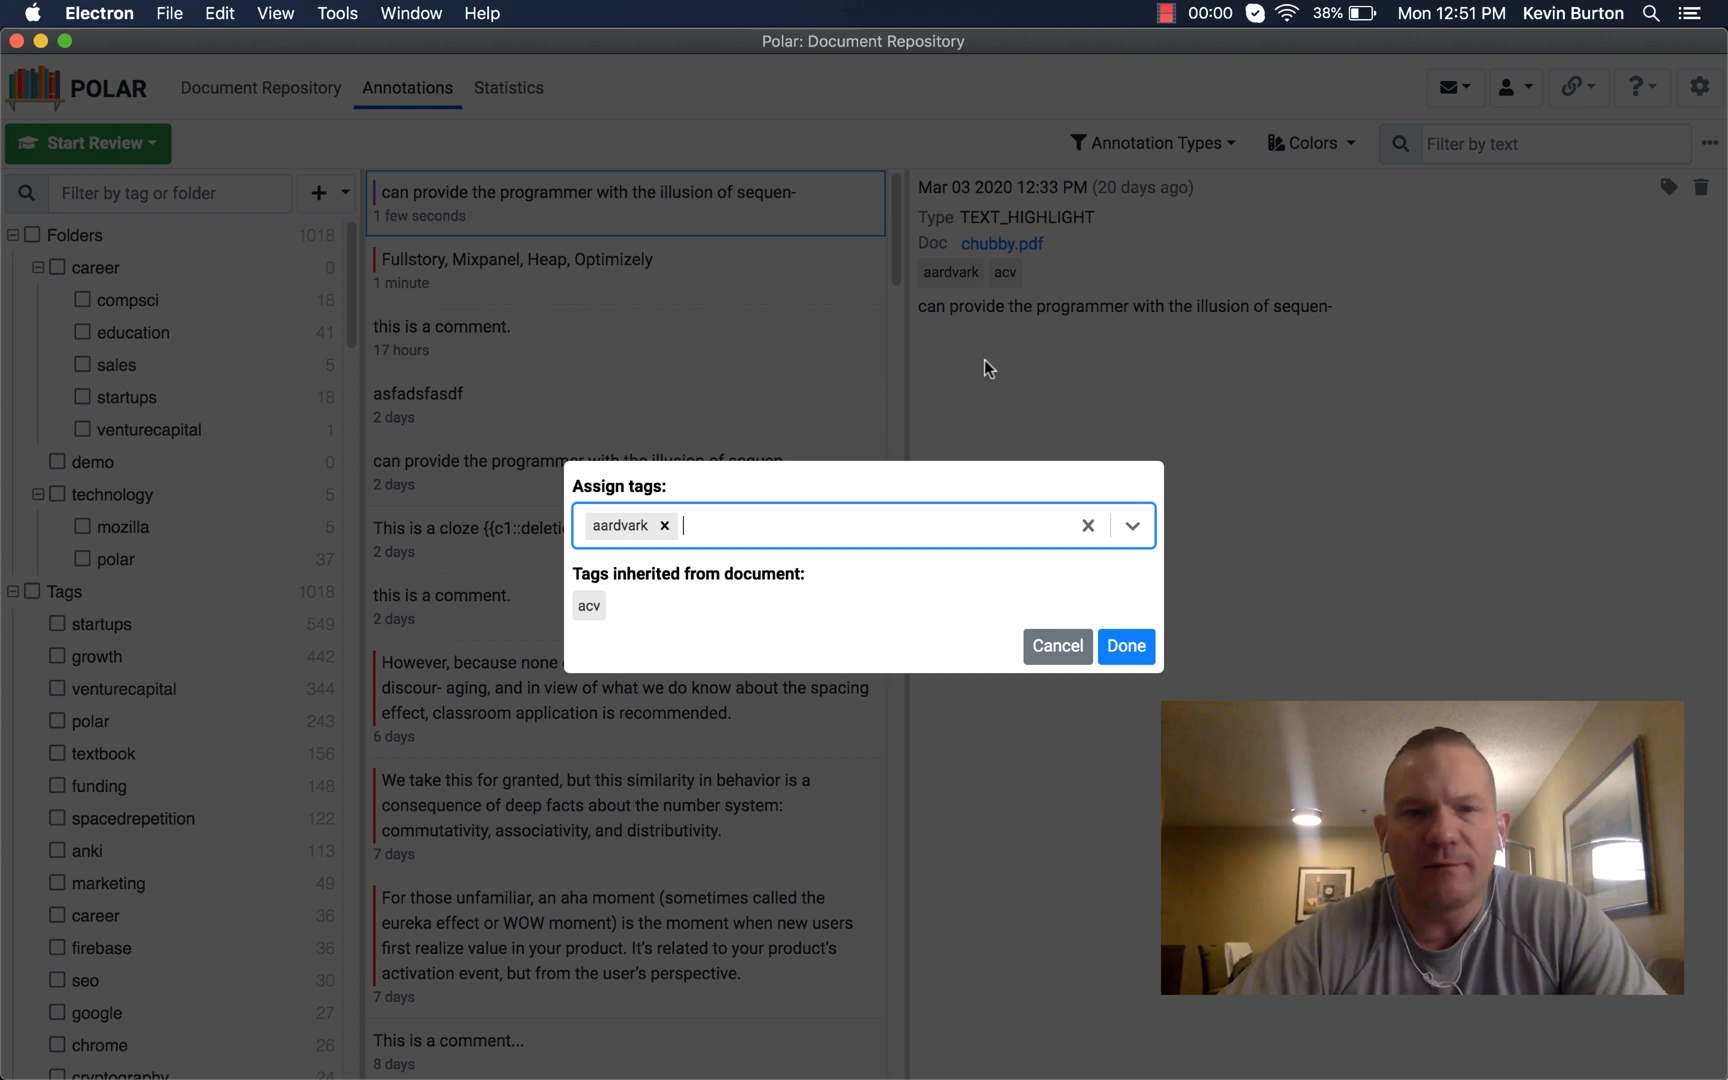 Electron File Edit View Tools Window Help
00:00 38% Mon 12:51 PM Kevin Burton
Polar: Document Repository
POLAR Document Repository Annotations Statistics
Start Review
Annotation Types Colors Filter by text
Filter by tag or folder
Folders 1018
career 0
compsci 18
education 41
sales 5
startups 18
venturecapital 1
demo 0
technology 5
mozilla 5
polar 37
Tags 1018
startups 549
growth 442
venturecapital 344
polar 243
textbook 156
funding 148
spacedrepetition 122
anki 113
marketing 49
career 36
firebase 36
seo 30
google 27
chrome 26
cryptography 24
can provide the programmer with the illusion of sequen-
1 few seconds
Fullstory, Mixpanel, Heap, Optimizely
1 minute
this is a comment.
17 hours
asfadsfasdf
2 days
can provide the programmer with the illusion of sequen-
2 days
This is a cloze {{c1::deleti
2 days
this is a comment.
2 days
However, because none
discour- aging, and in view of what we do know about the spacing
effect, classroom application is recommended.
6 days
We take this for granted, but this similarity in behavior is a
consequence of deep facts about the number system:
commutativity, associativity, and distributivity.
7 days
For those unfamiliar, an aha moment (sometimes called the
eureka effect or WOW moment) is the moment when new users
first realize value in your product. It's related to your product's
activation event, but from the user's perspective.
7 days
This is a comment...
8 days
Mar 03 2020 12:33 PM (20 days ago)
Type TEXT_HIGHLIGHT
Doc chubby.pdf
aardvark acv
can provide the programmer with the illusion of sequen-
Assign tags:
aardvark
Tags inherited from document:
acv
Cancel Done